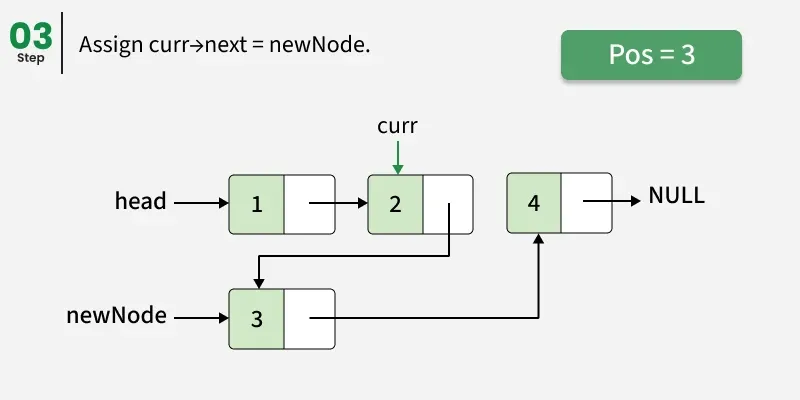 03
Step
Assign curr→next = newNode.
Pos = 3
curr
head
1
2
4
NULL
newNode
3